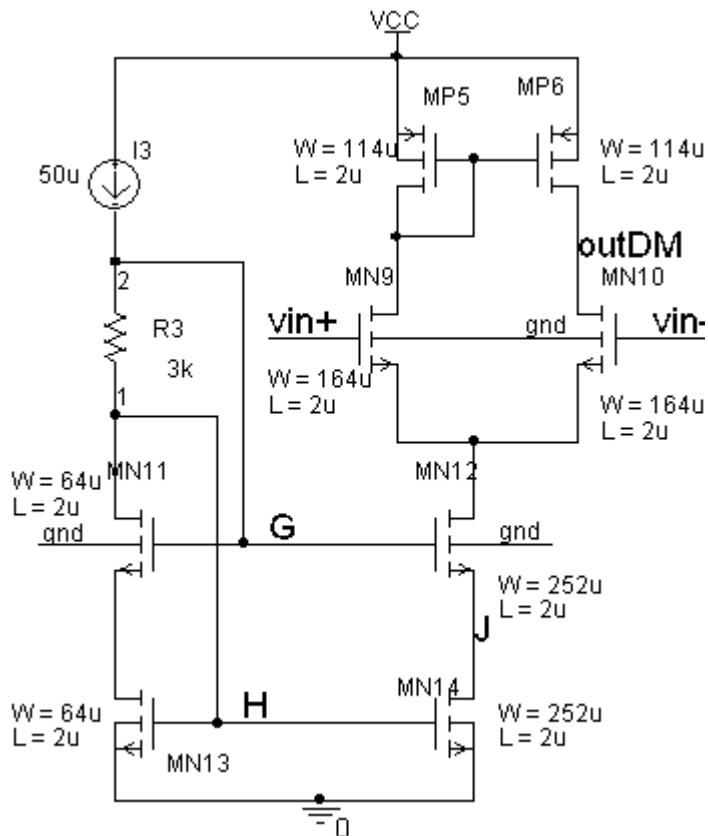 VCC
MP5
MP6
I3
50u
W = 114u
L = 2u
W = 114u
L = 2u
outDM
2
MN9
MN10
R3
3k
vin+
gnd
vin-
W = 164u
L = 2u
W = 164u
L = 2u
1
MN11
MN12
W = 64u
L = 2u
gnd
G
gnd
W = 252u
L = 2u
J
H
MN14
W = 64u
L = 2u
MN13
W = 252u
L = 2u
0